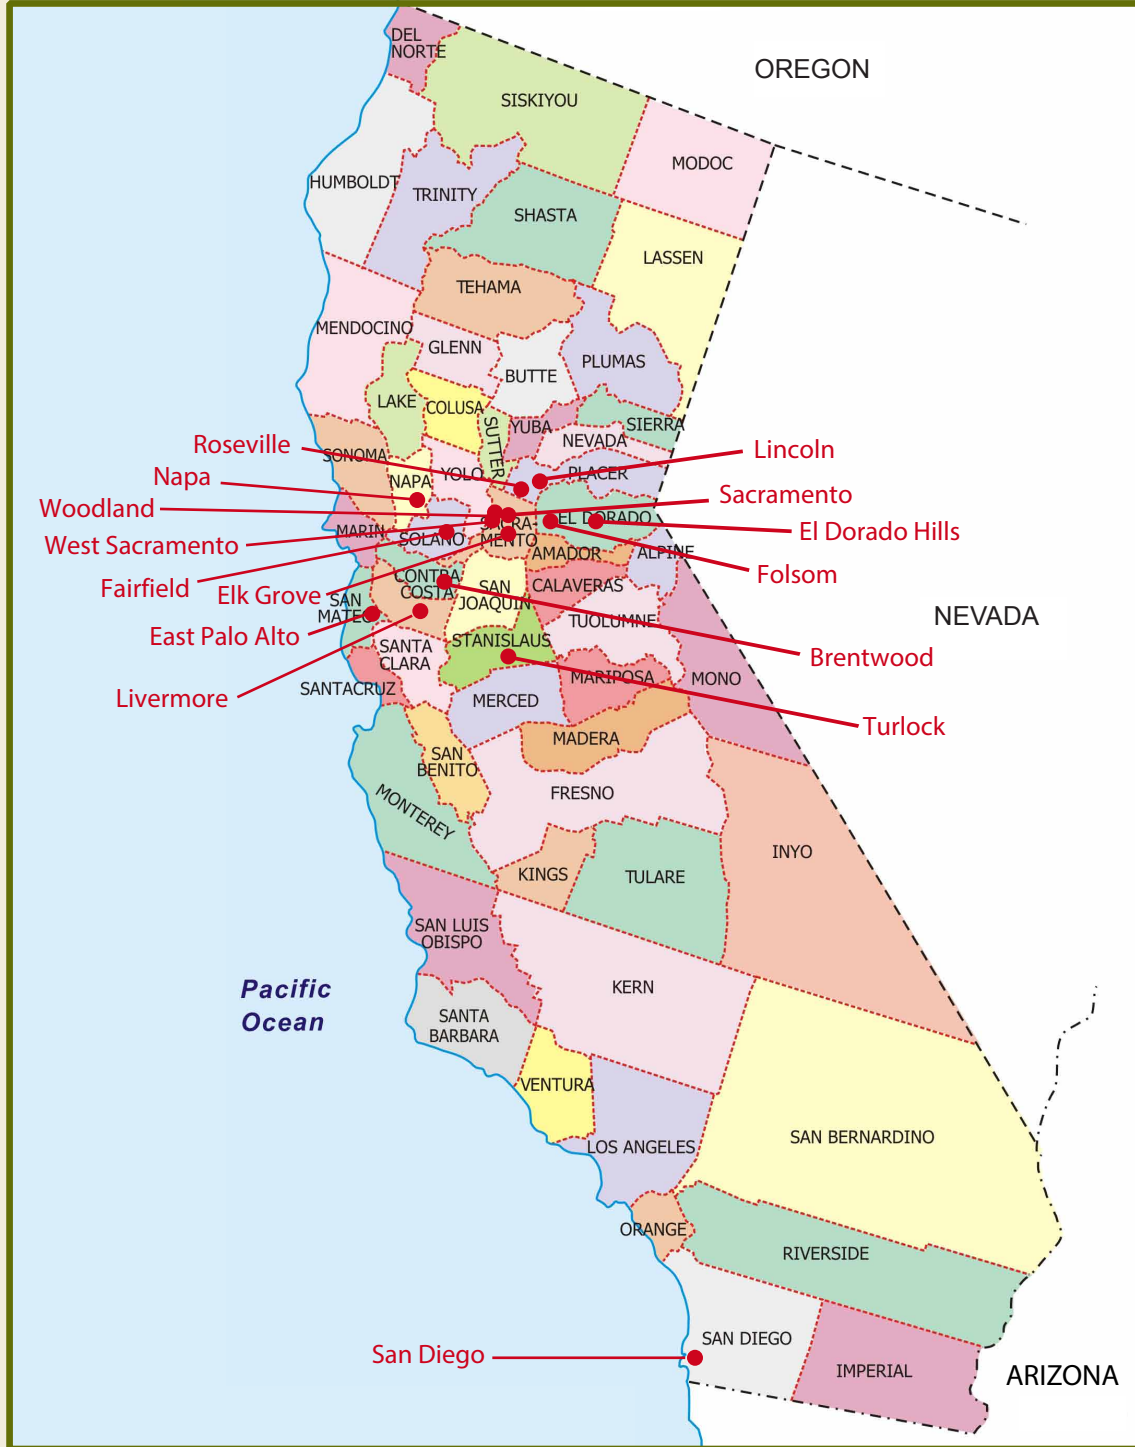 DEL
NORTE
OREGON
SISKIYOU
MODOC
HUMBOLDT
TRINITY
SHASTA
LASSEN
TEHAMA
MENDOCINO
GLENN
PLUMAS
BUTTE
LAKE
COLUSA
SUTTER
YUBA
SIERRA
NEVADA
Roseville
SONOMA
Lincoln
Napa
NAPA
YOLO
PLACER
Woodland
Sacramento
West Sacramento
MARIN
SOLANO
SACRA-
MENTO
EL DORADO
El Dorado Hills
AMADOR
ALPINE
Fairfield
Elk Grove
CONTRA
COSTA
SAN
JOAQUIN
CALAVERAS
Folsom
SAN
MATEO
TUOLUMNE
NEVADA
East Palo Alto
STANISLAUS
SANTA
CLARA
Brentwood
Livermore
SANTACRUZ
MERCED
MARIPOSA
MONO
Turlock
MADERA
SAN
BENITO
MONTEREY
FRESNO
INYO
KINGS
TULARE
SAN LUIS
OBISPO
Pacific
Ocean
KERN
SANTA
BARBARA
VENTURA
LOS ANGELES
SAN BERNARDINO
ORANGE
RIVERSIDE
San Diego
SAN DIEGO
IMPERIAL
ARIZONA